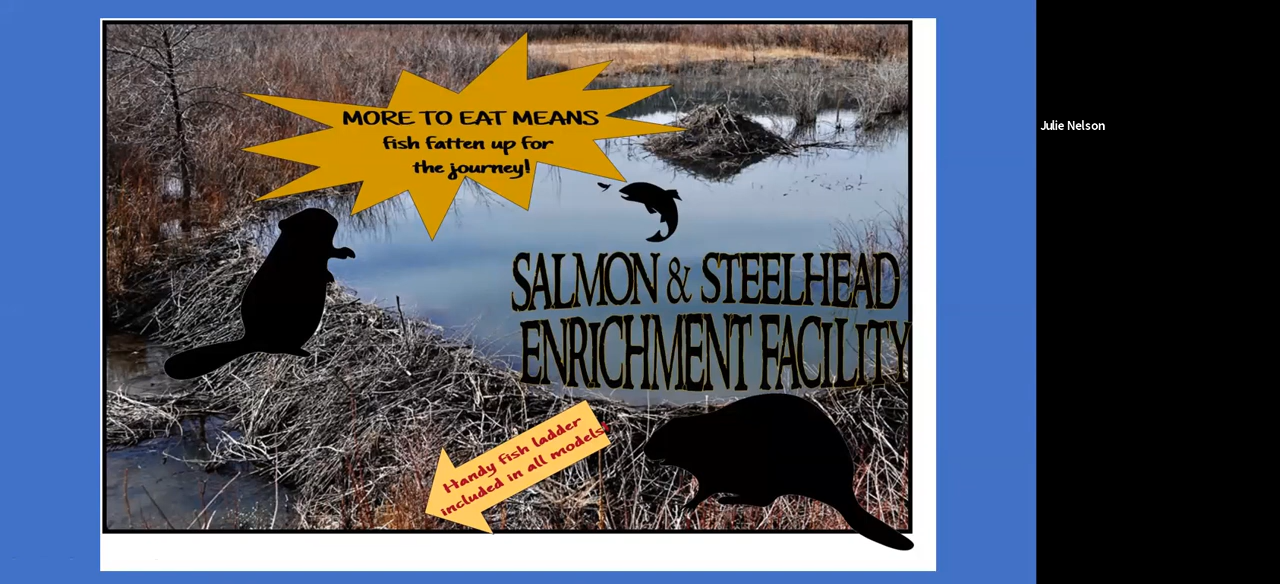 MORE TO EAT MEANS
fish fatten up for
the journey!
Julie Nelson
SALMON & STEELHEAD
ENRICHMENT FACILITY
Handy fish ladder
included in all models!